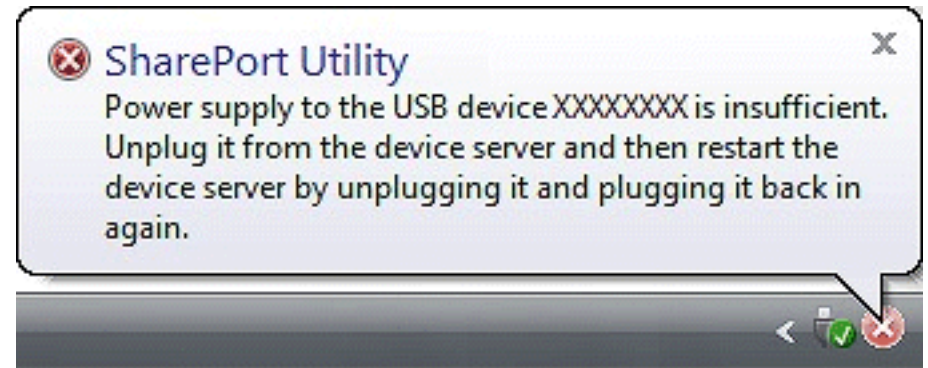 SharePort Utility
Power supply to the USB device XXXXXXXX is insufficient.
Unplug it from the device server and then restart the
device server by unplugging it and plugging it back in
again.